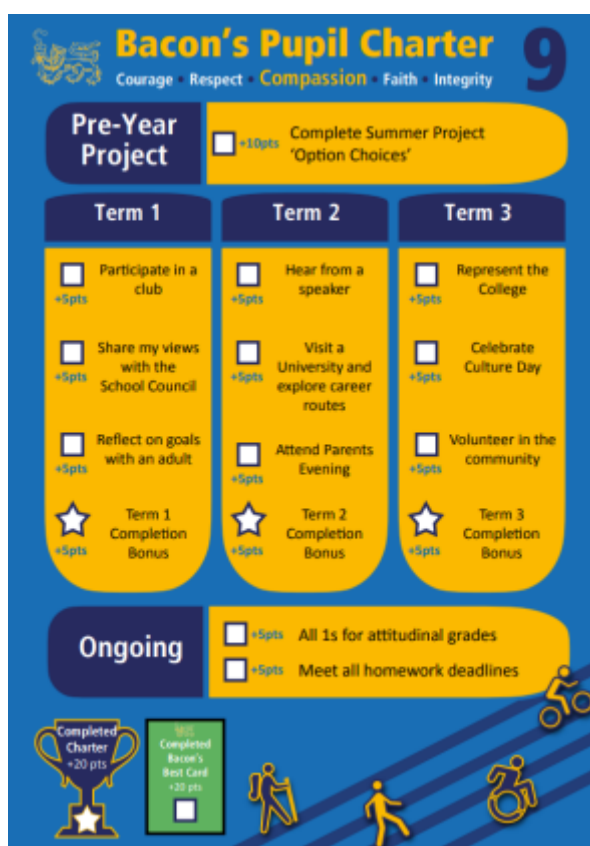 Bacon's Pupil Charter
9
Courage • Respect • Compassion • Faith • Integrity
Pre-Year
Project
+10pts
Complete Summer Project
'Option Choices'
Term 1
+5pts
Participate in a
club
+5pts
Share my views
with the
School Council
+5pts
Reflect on goals
with an adult
+5pts
Term 1
Completion
Bonus
Term 2
+5pts
Hear from a
speaker
+5pts
Visit a
University and
explore career
routes
+5pts
Attend Parents
Evening
+5pts
Term 2
Completion
Bonus
Term 3
+5pts
Represent the
College
+5pts
Celebrate
Culture Day
+5pts
Volunteer in the
community
+5pts
Term 3
Completion
Bonus
Ongoing
+5pts All 1s for attitudinal grades
+5pts Meet all homework deadlines
Completed
Charter
+20 pts
Completed
Bacon's
Best Card
+20 pts